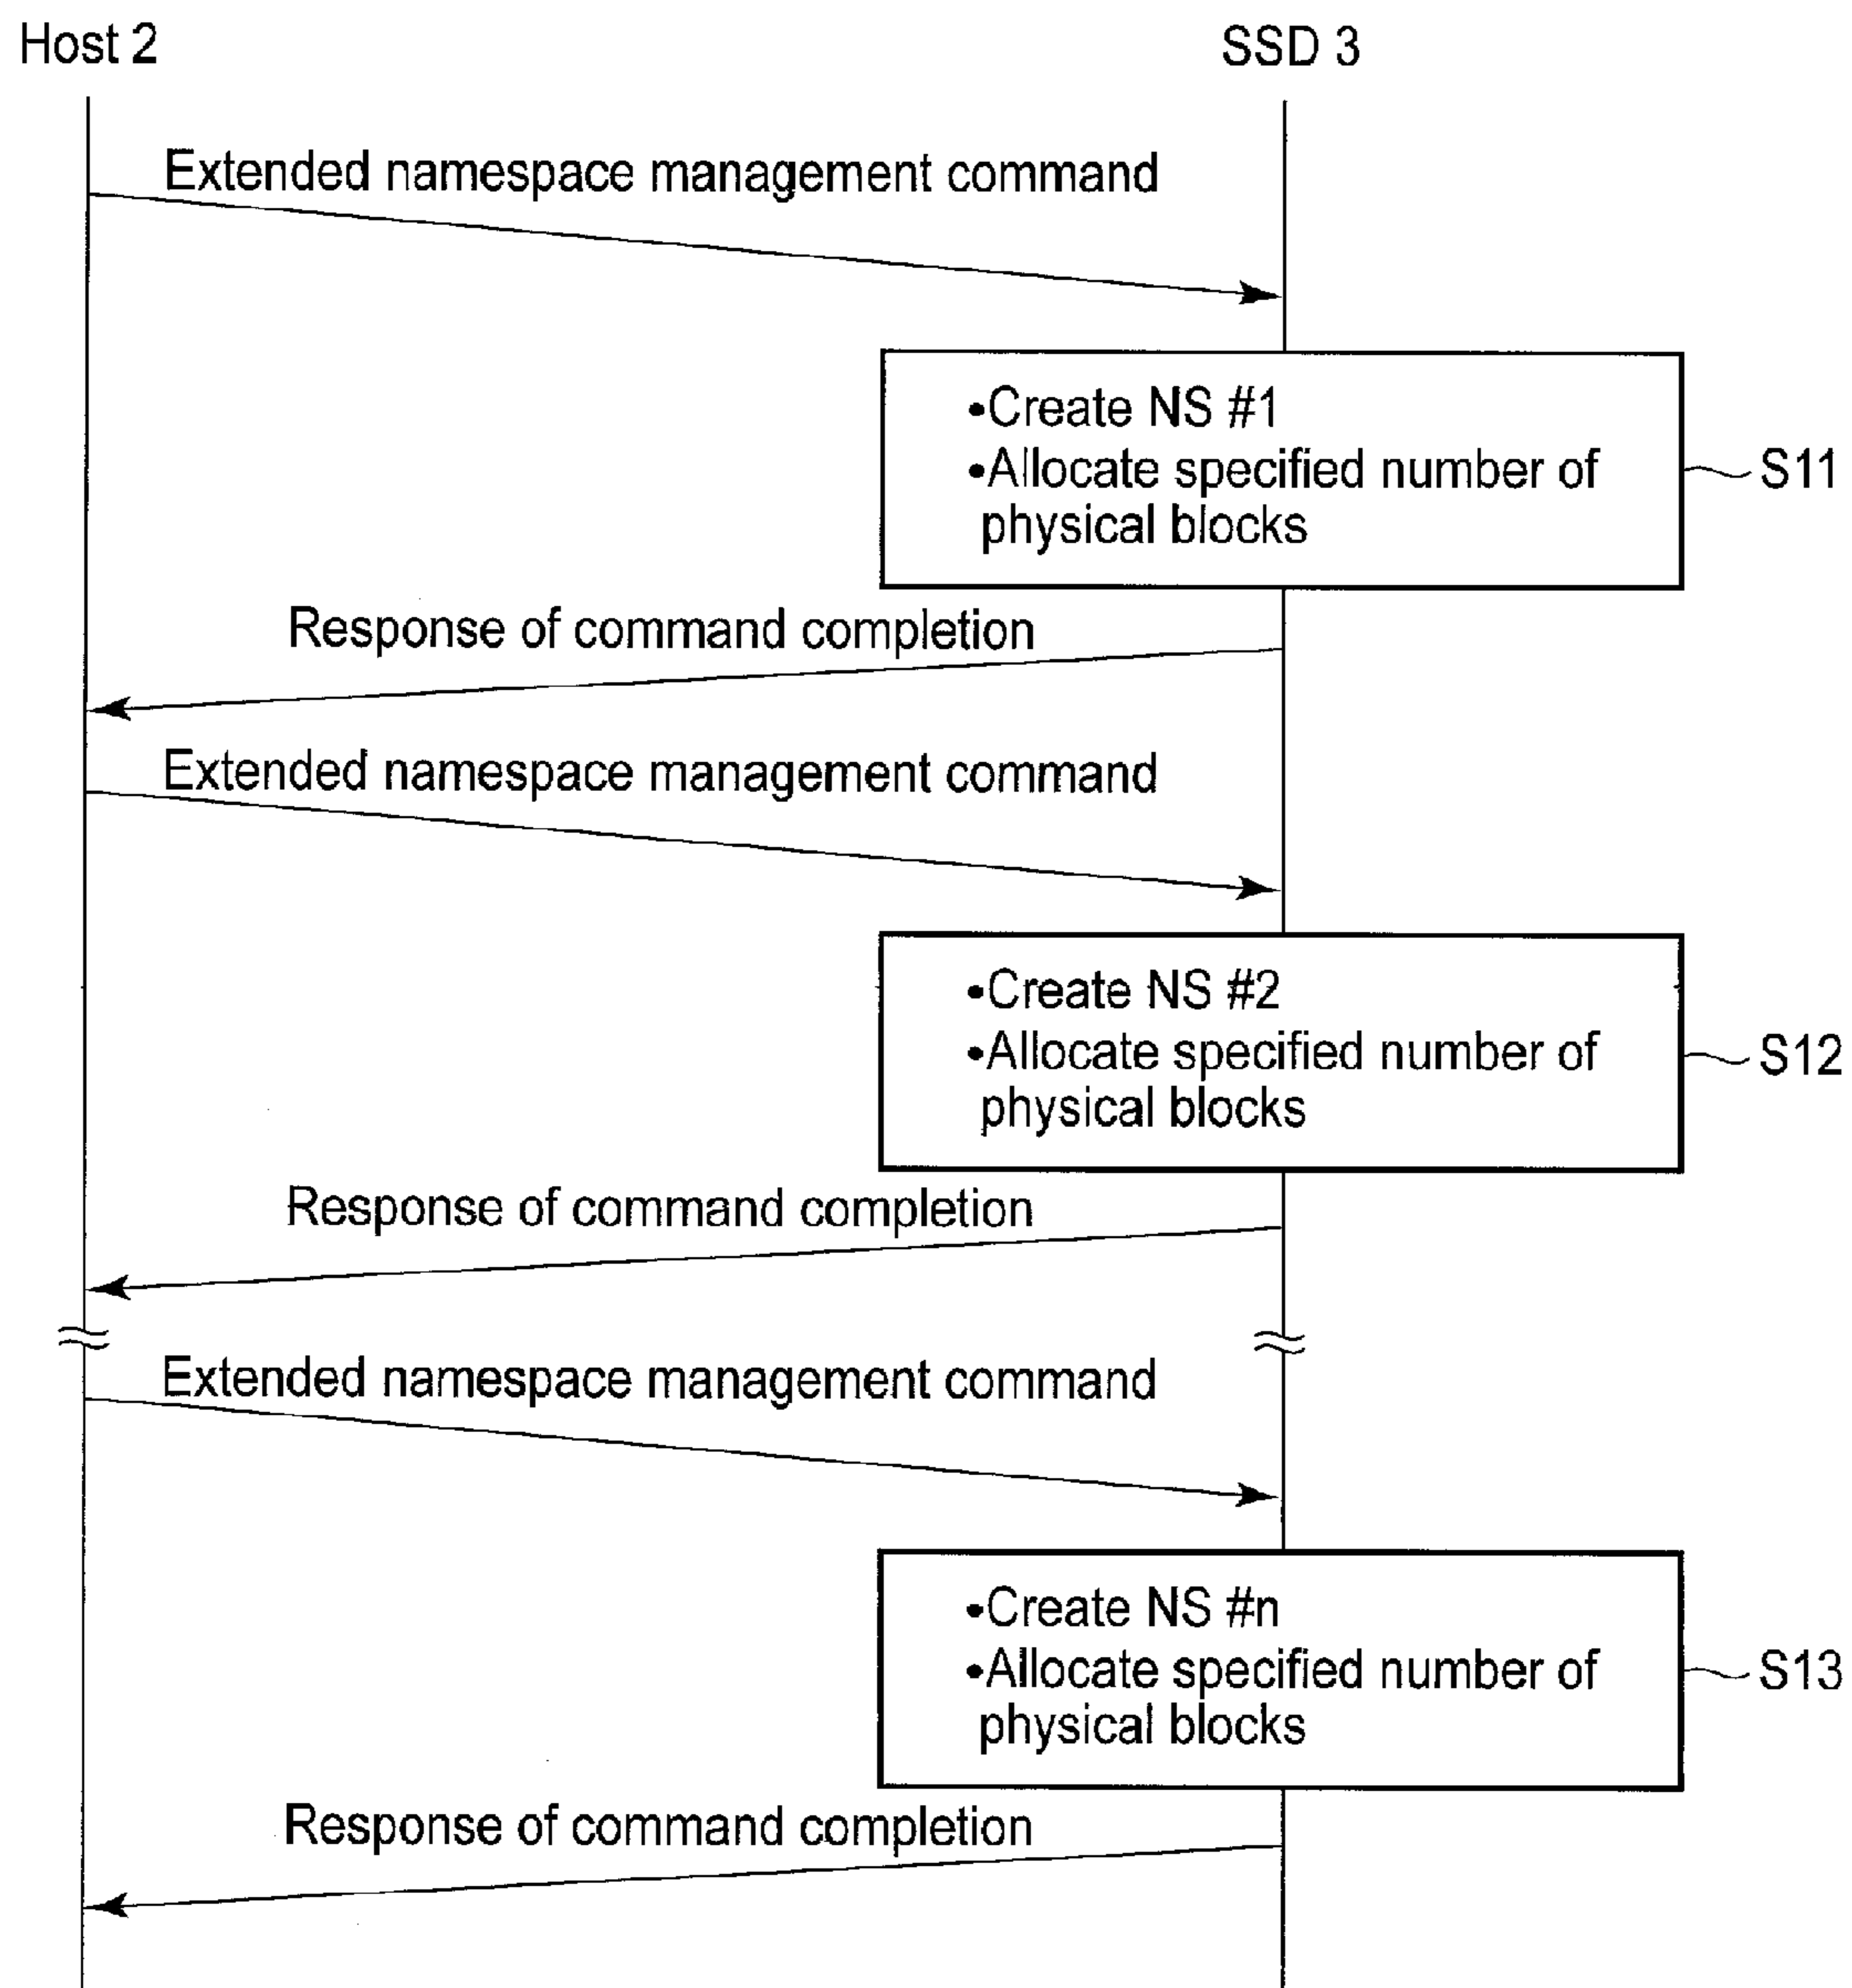 Host 2
SSD 3
Extended namespace management command
•Create NS #1
•Allocate specified number of
physical blocks
S11
Response of command completion
Extended namespace management command
•Create NS #2
•Allocate specified number of
physical blocks
S12
Response of command completion
Extended namespace management command
•Create NS #n
•Allocate specified number of
physical blocks
S13
Response of command completion